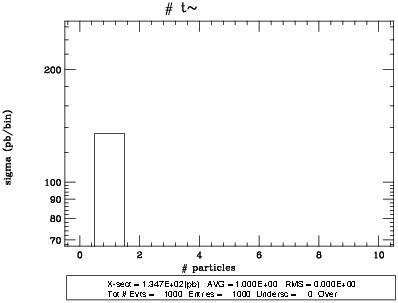 # t~
200
100
90
80
70
sigma (pb/bin)
0 2 4 6 8 10
# particles
X-sect = 1.347E+02(pb) AVG = 1.000E+00 RMS = 0.000E+00
Tot # Evts = 1000 Entries = 1000 Undersc = 0 Over